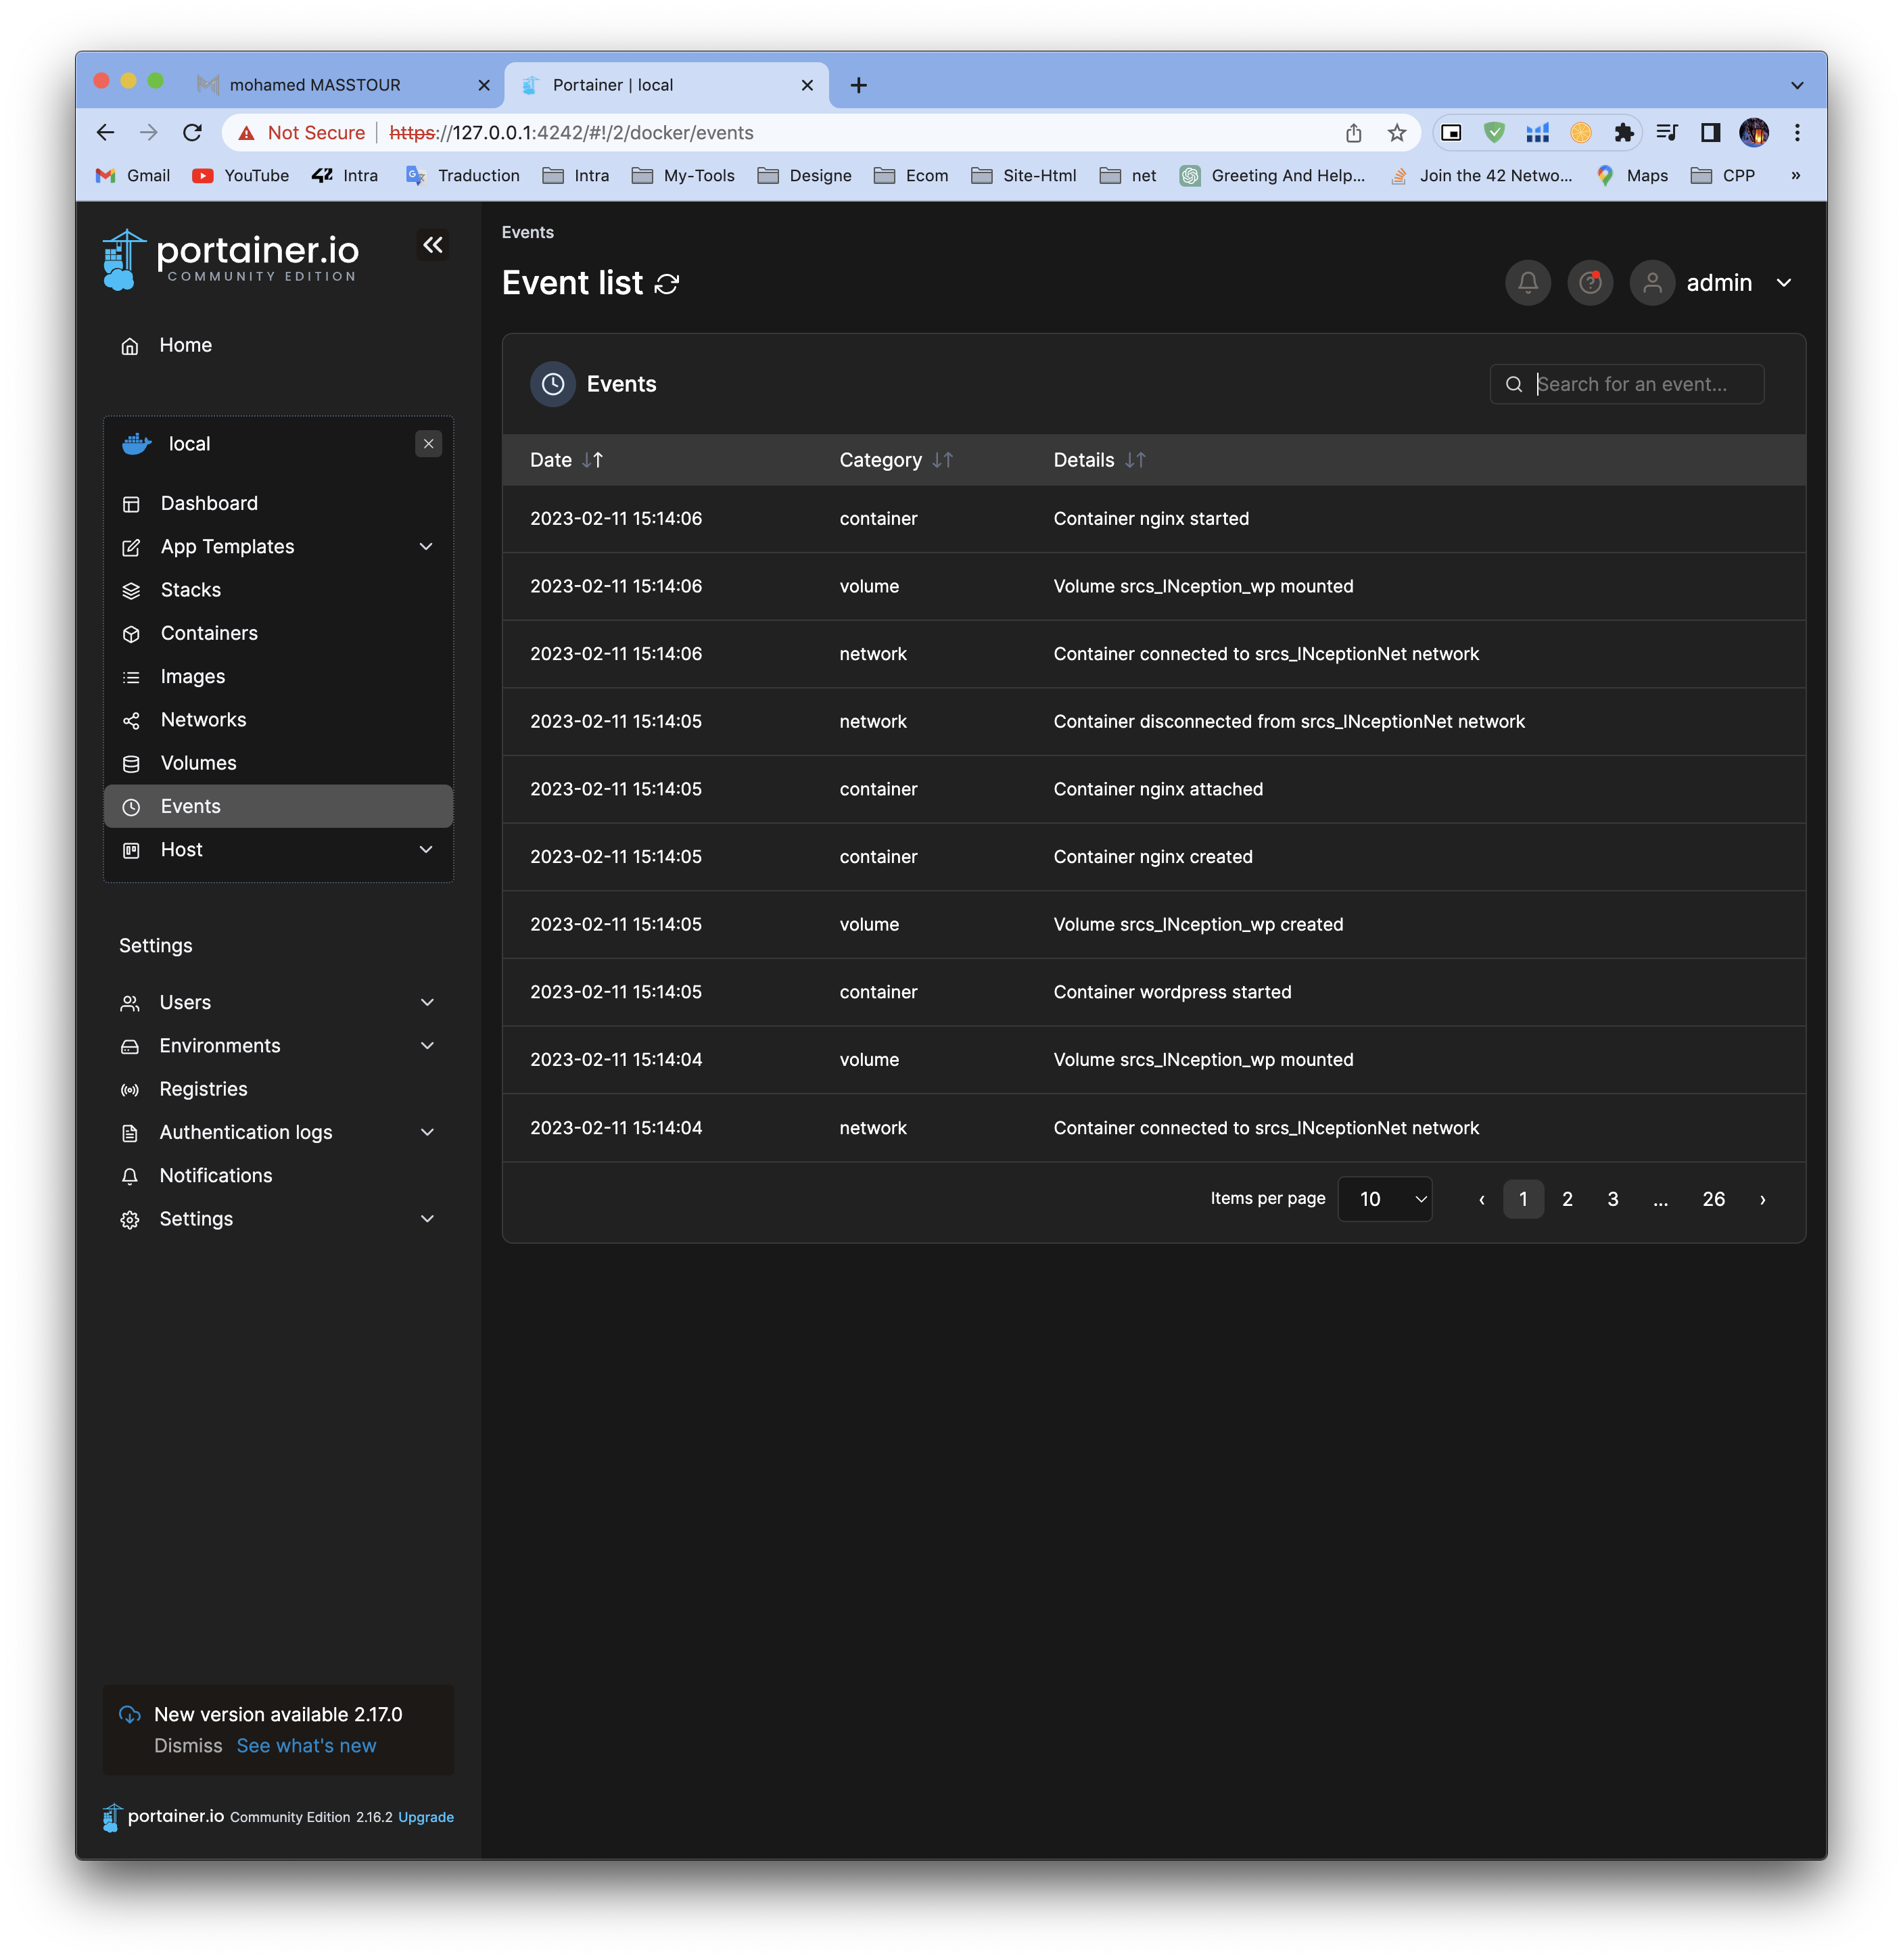 mohamed MASSTOUR
Portainer | local
Not Secure https://127.0.0.1:4242/#!/2/docker/events
Gmail YouTube 42 Intra Traduction Intra My-Tools Designe Ecom Site-Html net Greeting And Help... Join the 42 Netwo... Maps CPP »
portainer.io
COMMUNITY EDITION
Home
local
Dashboard
App Templates
Stacks
Containers
Images
Networks
Volumes
Events
Host
Settings
Users
Environments
Registries
Authentication logs
Notifications
Settings
New version available 2.17.0
Dismiss See what's new
portainer.io Community Edition 2.16.2 Upgrade
Events
Event list
admin
Events
Search for an event...
Date Category Details
2023-02-11 15:14:06 container Container nginx started
2023-02-11 15:14:06 volume Volume srcs_INception_wp mounted
2023-02-11 15:14:06 network Container connected to srcs_INceptionNet network
2023-02-11 15:14:05 network Container disconnected from srcs_INceptionNet network
2023-02-11 15:14:05 container Container nginx attached
2023-02-11 15:14:05 container Container nginx created
2023-02-11 15:14:05 volume Volume srcs_INception_wp created
2023-02-11 15:14:05 container Container wordpress started
2023-02-11 15:14:04 volume Volume srcs_INception_wp mounted
2023-02-11 15:14:04 network Container connected to srcs_INceptionNet network
Items per page 10 ‹ 1 2 3 ... 26 ›